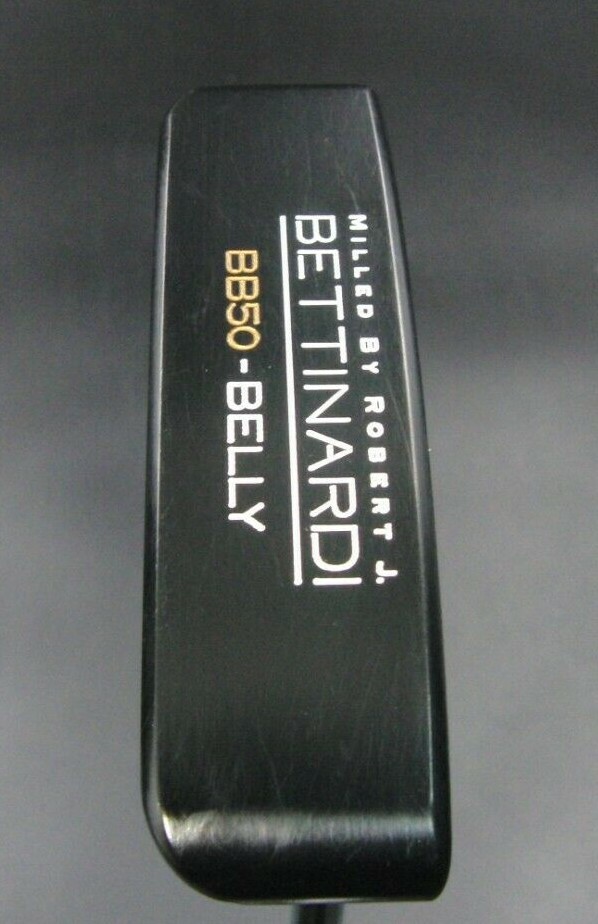 MILLED BY ROBERT J.
BETTINARDI
BB50-BELLY